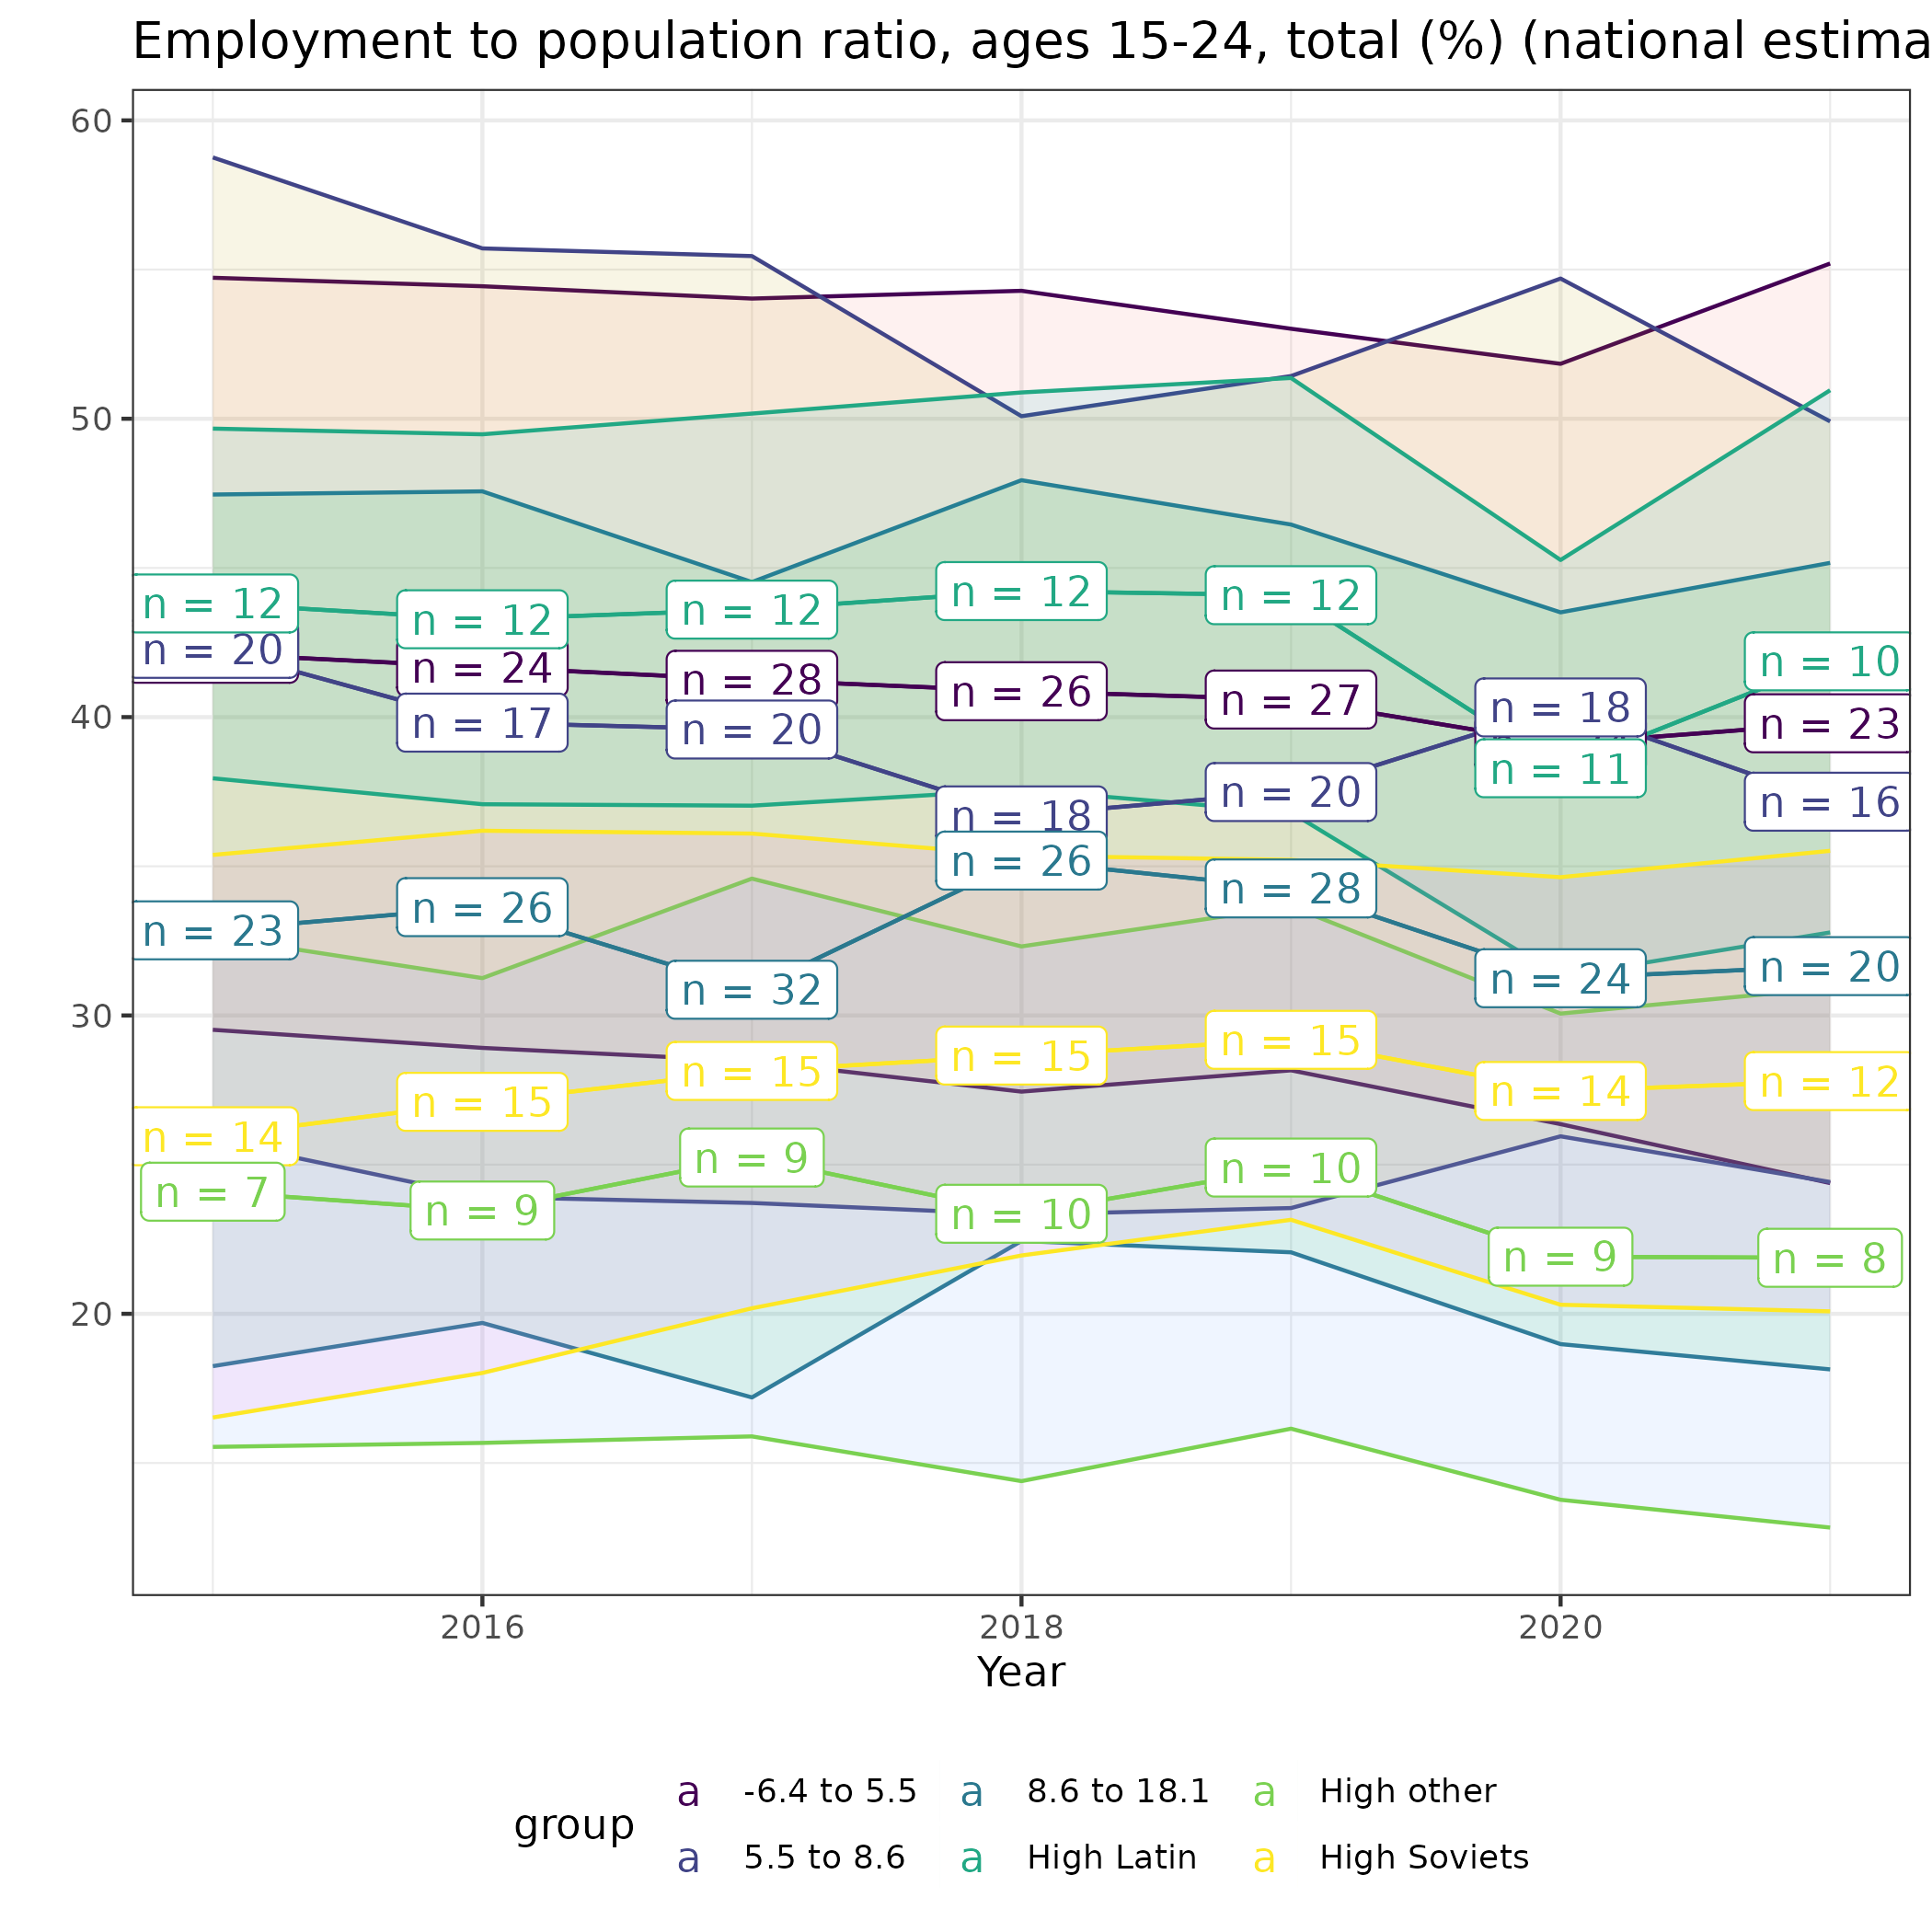 Employment to population ratio, ages 15-24, total (%) (national estima
60
50
40
30
20
n = 12
n = 20
n = 23
n = 14
n = 7
n = 12
n = 24
n = 17
n = 26
n = 15
n = 9
n = 12
n = 28
n = 20
n = 32
n = 15
n = 9
n = 12
n = 26
n = 18
n = 26
n = 15
n = 10
n = 12
n = 27
n = 20
n = 28
n = 15
n = 10
n = 18
n = 11
n = 24
n = 14
n = 9
n = 10
n = 23
n = 16
n = 20
n = 12
n = 8
2016 2018 2020
Year
group
a -6.4 to 5.5 a 8.6 to 18.1 a High other
a 5.5 to 8.6 a High Latin a High Soviets